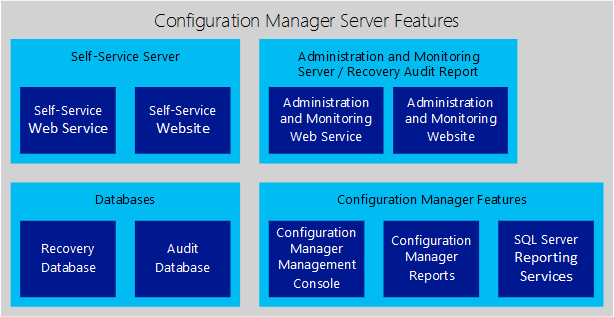 Configuration Manager Server Features
Self-Service Server
Self-Service
Web Service
Self-Service
Website
Administration and Monitoring
Server / Recovery Audit Report
Administration
and Monitoring
Web Service
Administration
and Monitoring
Website
Databases
Recovery
Database
Audit
Database
Configuration Manager Features
Configuration
Manager
Management
Console
Configuration
Manager
Reports
SQL Server
Reporting
Services